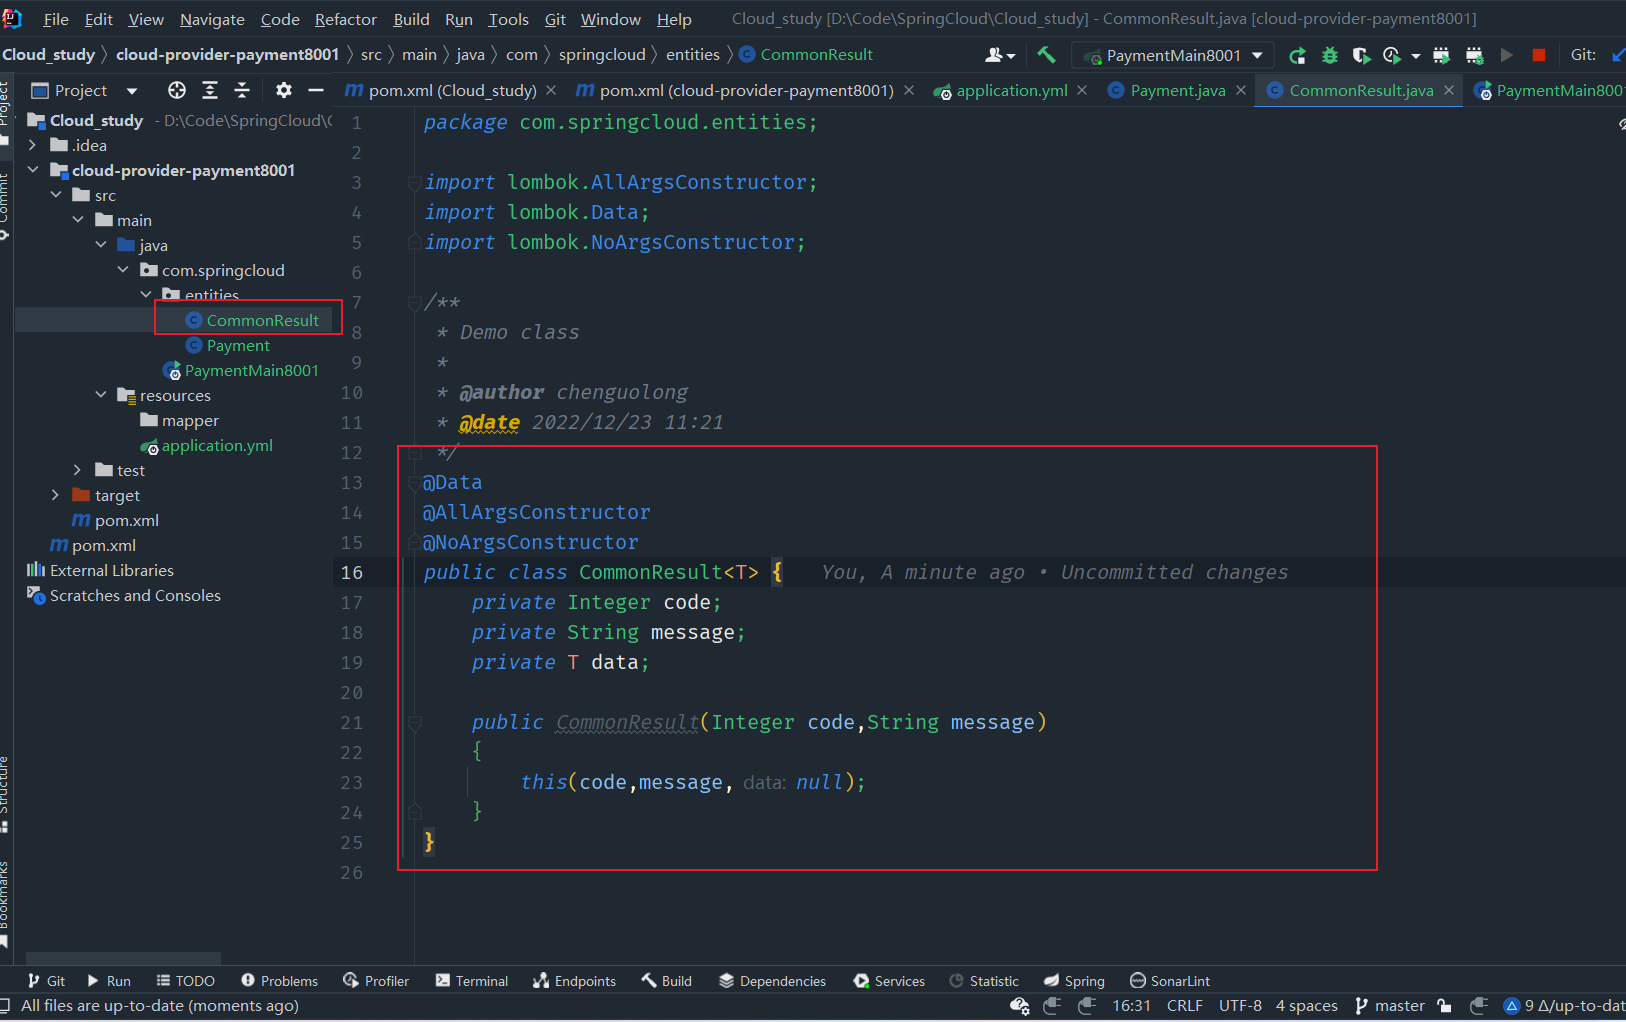 File Edit View Navigate Code Refactor Build Run Tools Git Window Help Cloud_study [D:\Code\SpringCloud\Cloud_study] - CommonResult.java [cloud-provider-payment8001]
Cloud_study cloud-provider-payment8001 src main java com springcloud entities CommonResult PaymentMain8001 Git:
Project pom.xml (Cloud_study) pom.xml (cloud-provider-payment8001) application.yml Payment.java CommonResult.java PaymentMain800
Project
Commit
Structure
Bookmarks
Cloud_study - D:\Code\SpringCloud\
.idea
cloud-provider-payment8001
src
main
java
com.springcloud
entities
CommonResult
Payment
PaymentMain8001
resources
mapper
application.yml
test
target
pom.xml
pom.xml
External Libraries
Scratches and Consoles
1 package com.springcloud.entities;
2
3 import lombok.AllArgsConstructor;
4 import lombok.Data;
5 import lombok.NoArgsConstructor;
6
7 /**
8 * Demo class
9 *
10 * @author chenguolong
11 * @date 2022/12/23 11:21
12 */
13 @Data
14 @AllArgsConstructor
15 @NoArgsConstructor
16 public class CommonResult<T> { You, A minute ago • Uncommitted changes
17 private Integer code;
18 private String message;
19 private T data;
20
21 public CommonResult(Integer code,String message)
22 {
23 this(code,message, data: null);
24 }
25 }
26
Git Run TODO Problems Profiler Terminal Endpoints Build Dependencies Services Statistic Spring SonarLint
All files are up-to-date (moments ago) 16:31 CRLF UTF-8 4 spaces master 9 Δ/up-to-dat